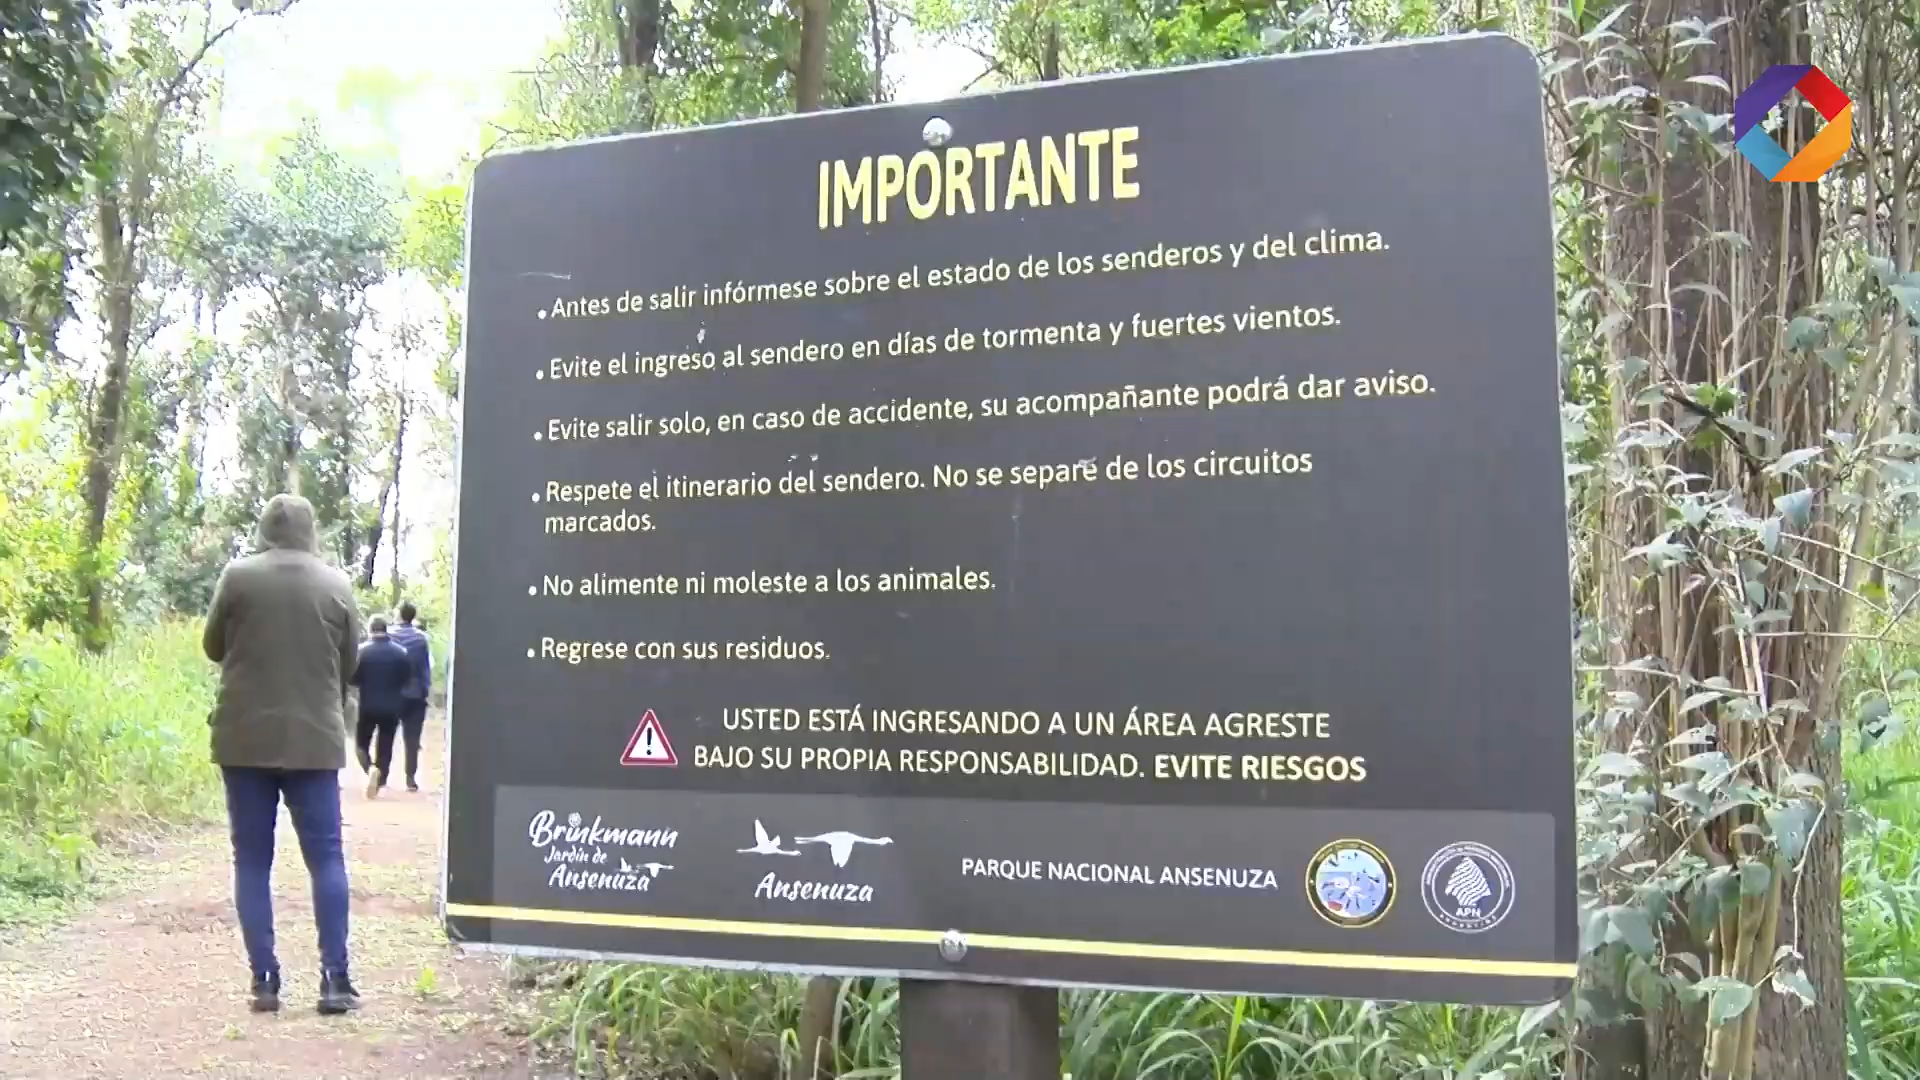 IMPORTANTE
• Antes de salir infórmese sobre el estado de los senderos y del clima.
• Evite el ingreso al sendero en días de tormenta y fuertes vientos.
• Evite salir solo, en caso de accidente, su acompañante podrá dar aviso.
• Respete el itinerario del sendero. No se separe de los circuitos
marcados.
• No alimente ni moleste a los animales.
• Regrese con sus residuos.
USTED ESTÁ INGRESANDO A UN ÁREA AGRESTE
BAJO SU PROPIA RESPONSABILIDAD. EVITE RIESGOS
Brinkmann
Jardín de
Ansenuza
Ansenuza
PARQUE NACIONAL ANSENUZA
APN